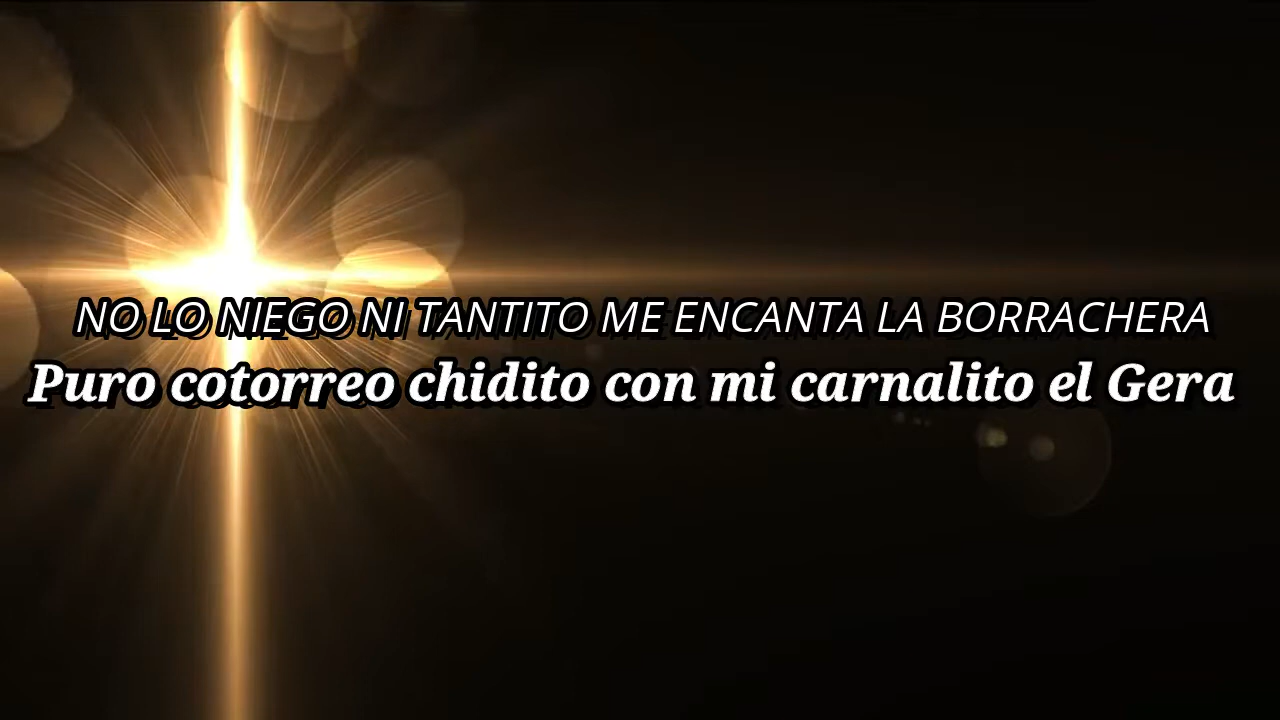 NO LO NIEGO NI TANTITO ME ENCANTA LA BORRACHERA
Puro cotorreo chidito con mi carnalito el Gera